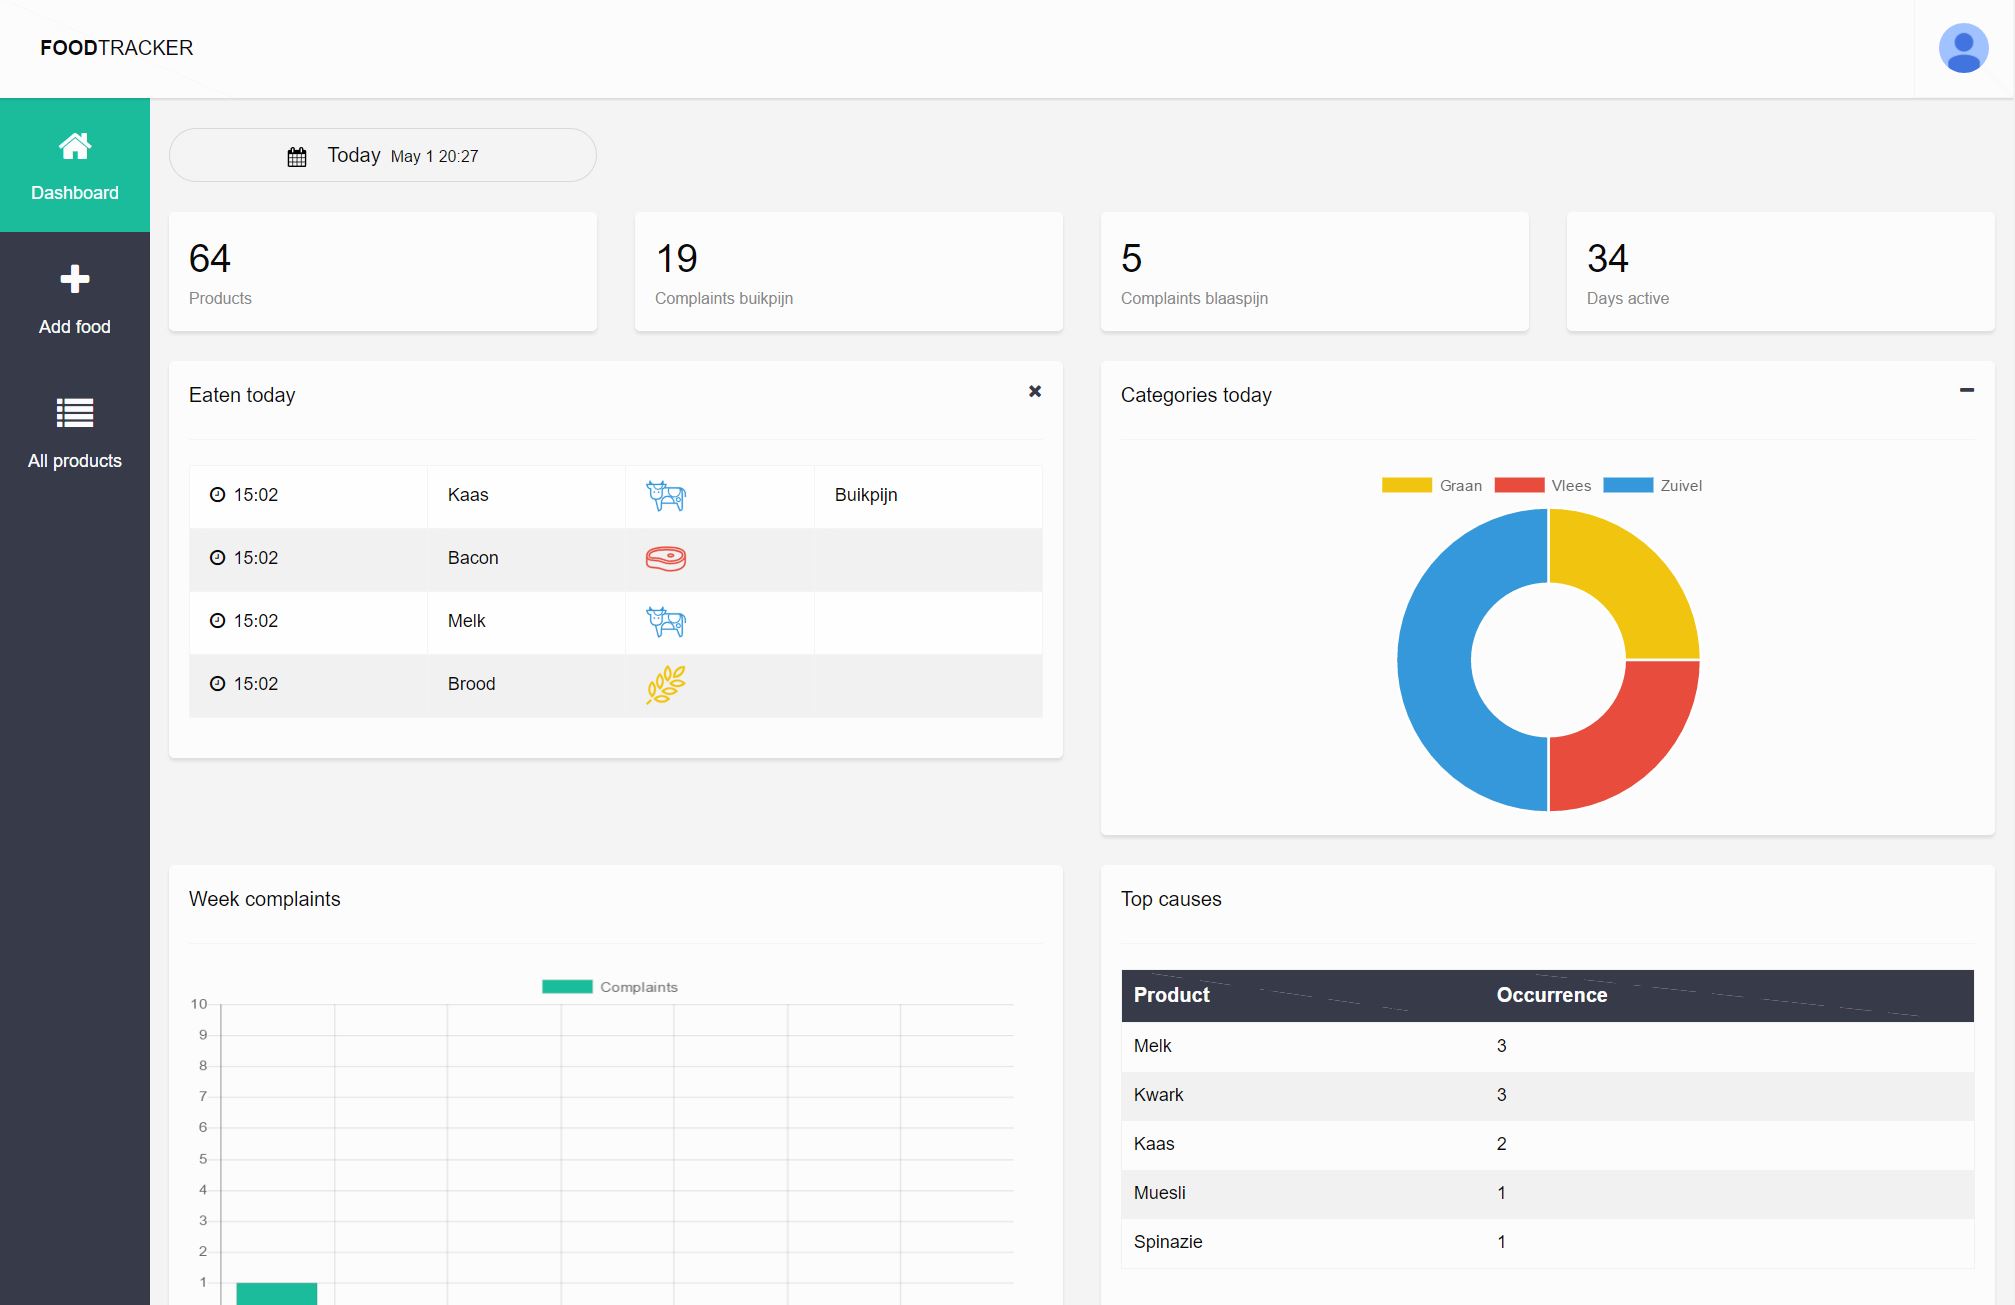 FOODTRACKER
Dashboard
Add food
All products
Today May 1 20:27
64
Products
19
Complaints buikpijn
5
Complaints blaaspijn
34
Days active
Eaten today
15:02 Kaas Buikpijn
15:02 Bacon
15:02 Melk
15:02 Brood
Categories today
Graan Vlees Zuivel
Week complaints
Complaints
10
9
8
7
6
5
4
3
2
1
Top causes
Product Occurrence
Melk 3
Kwark 3
Kaas 2
Muesli 1
Spinazie 1